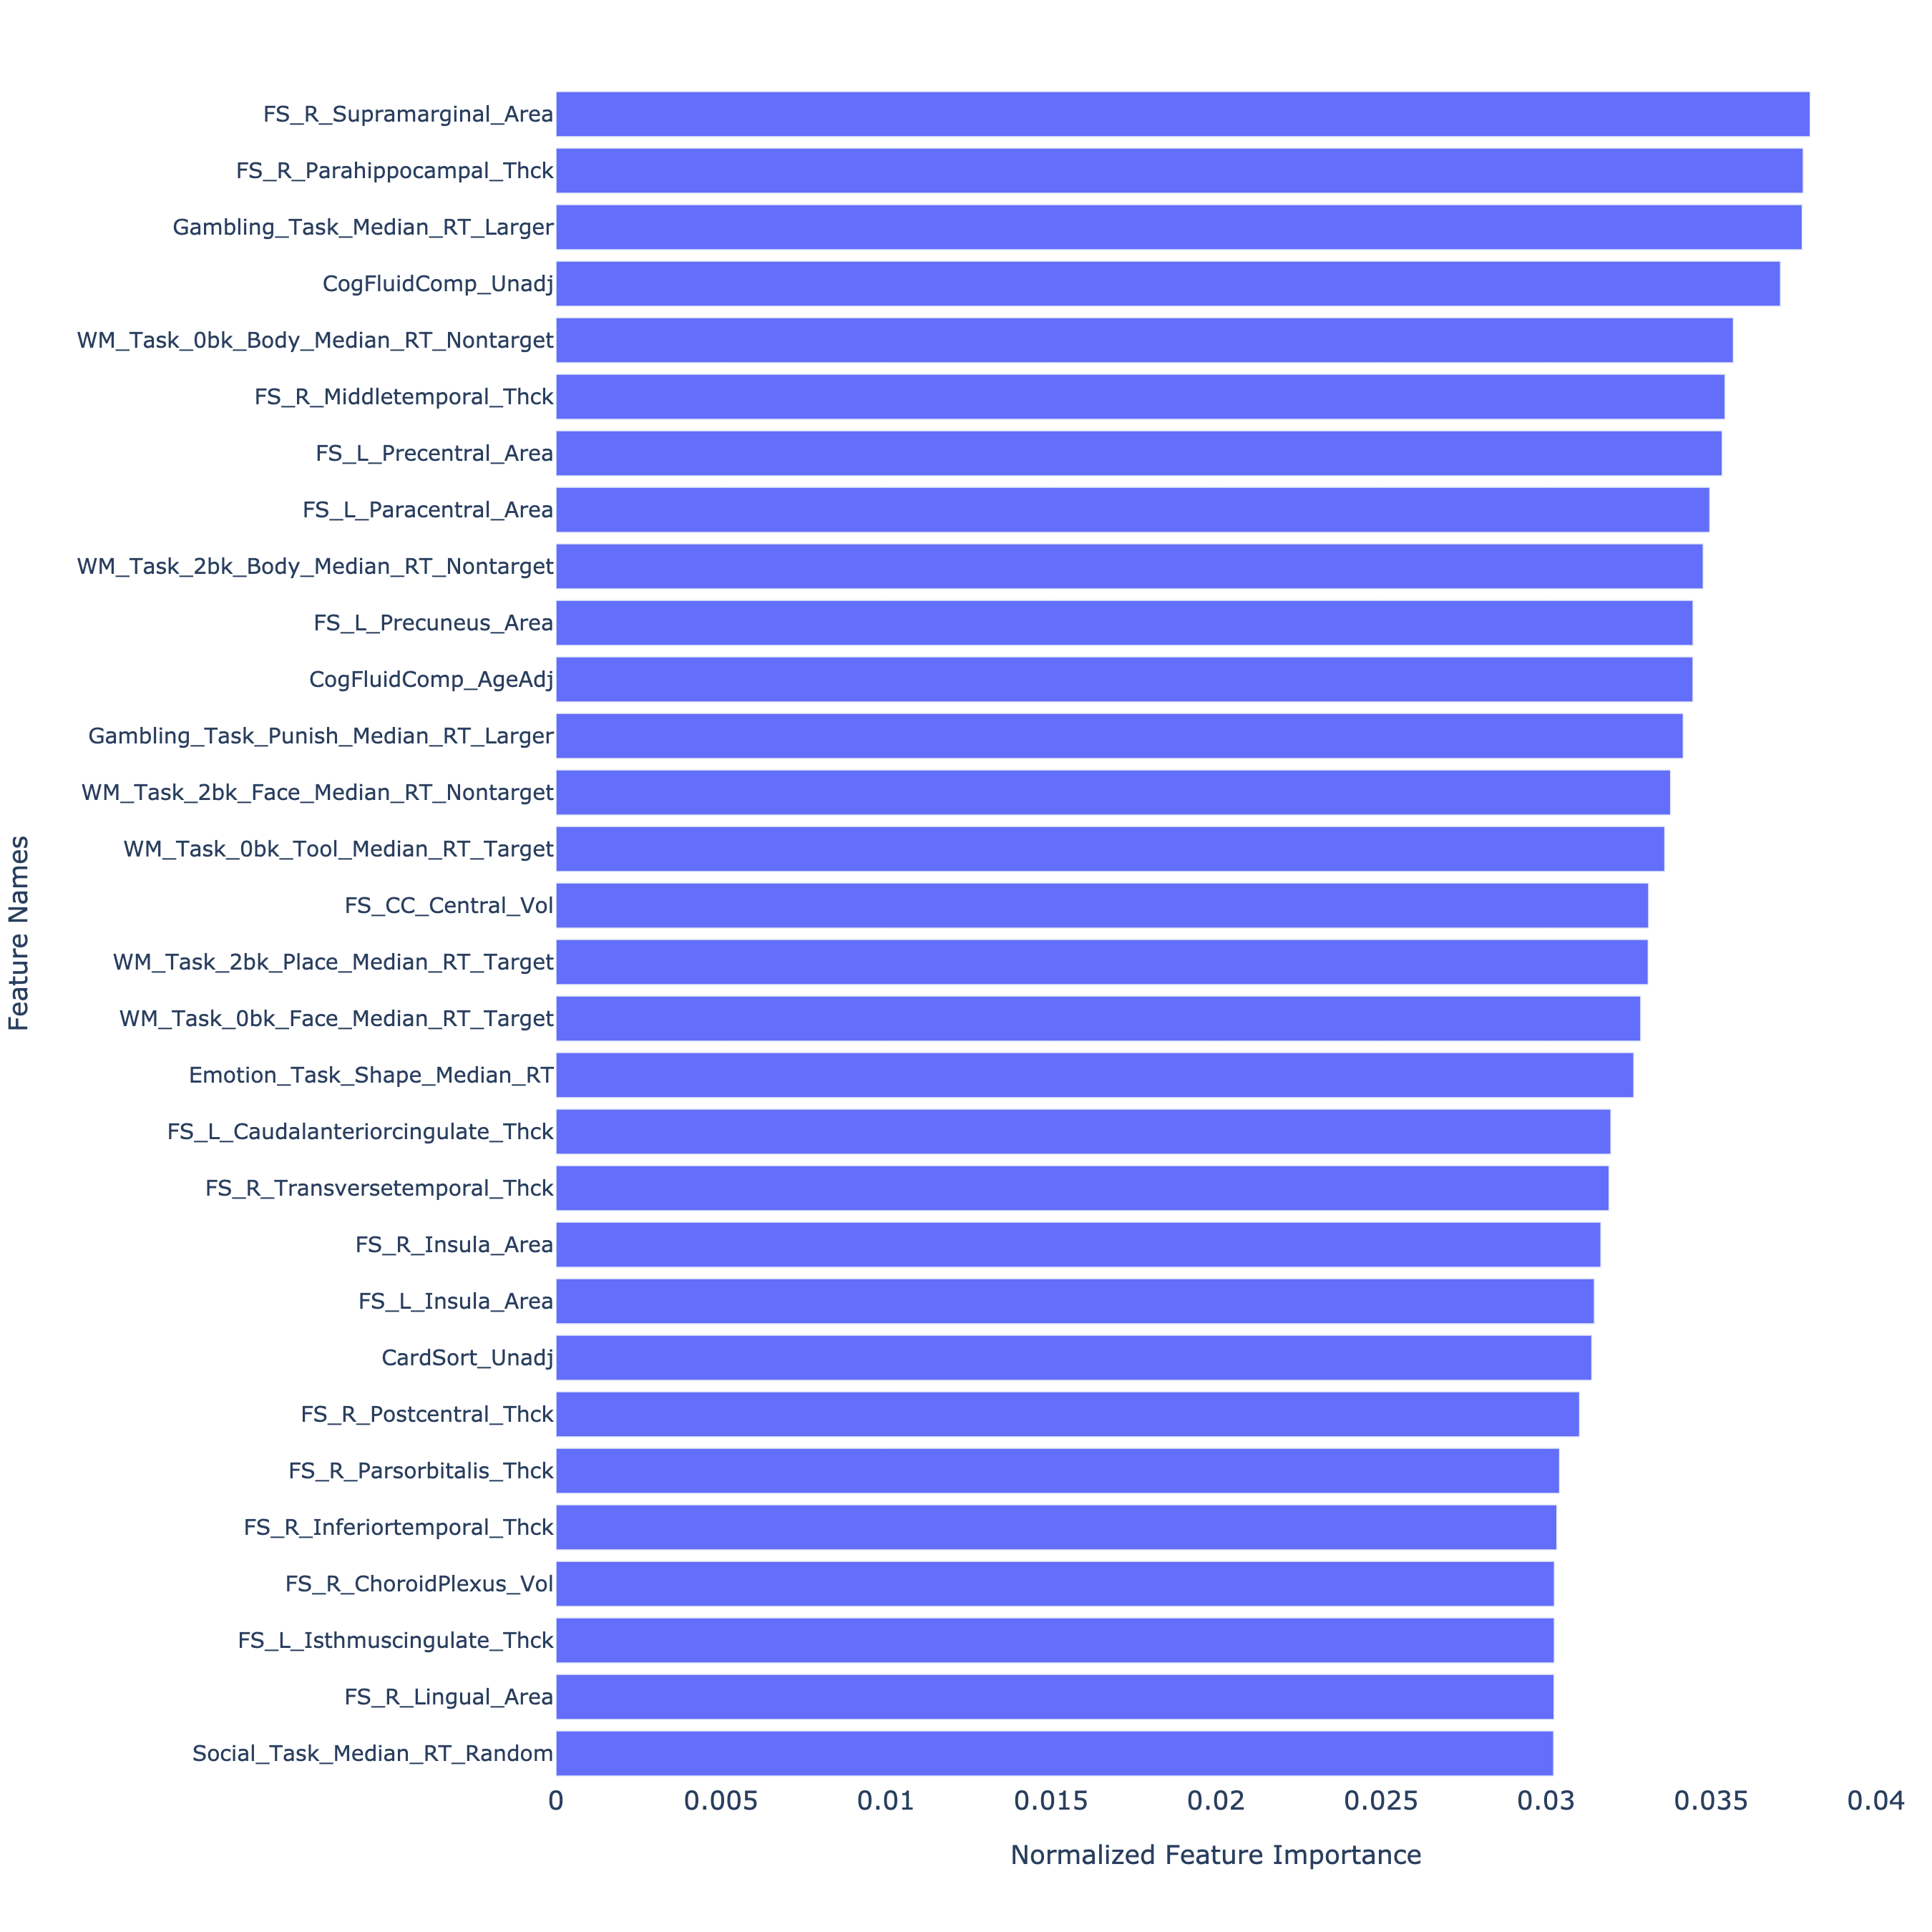 FS_R_Supramarginal_Area
FS_R_Parahippocampal_Thck
Gambling_Task_Median_RT_Larger
CogFluidComp_Unadj
WM_Task_0bk_Body_Median_RT_Nontarget
FS_R_Middletemporal_Thck
FS_L_Precentral_Area
FS_L_Paracentral_Area
WM_Task_2bk_Body_Median_RT_Nontarget
FS_L_Precuneus_Area
CogFluidComp_AgeAdj
Gambling_Task_Punish_Median_RT_Larger
WM_Task_2bk_Face_Median_RT_Nontarget
WM_Task_0bk_Tool_Median_RT_Target
FS_CC_Central_Vol
WM_Task_2bk_Place_Median_RT_Target
WM_Task_0bk_Face_Median_RT_Target
Emotion_Task_Shape_Median_RT
FS_L_Caudalanteriorcingulate_Thck
FS_R_Transversetemporal_Thck
FS_R_Insula_Area
FS_L_Insula_Area
CardSort_Unadj
FS_R_Postcentral_Thck
FS_R_Parsorbitalis_Thck
FS_R_Inferiortemporal_Thck
FS_R_ChoroidPlexus_Vol
FS_L_Isthmuscingulate_Thck
FS_R_Lingual_Area
Social_Task_Median_RT_Random
Feature Names
0 0.005 0.01 0.015 0.02 0.025 0.03 0.035 0.04
Normalized Feature Importance